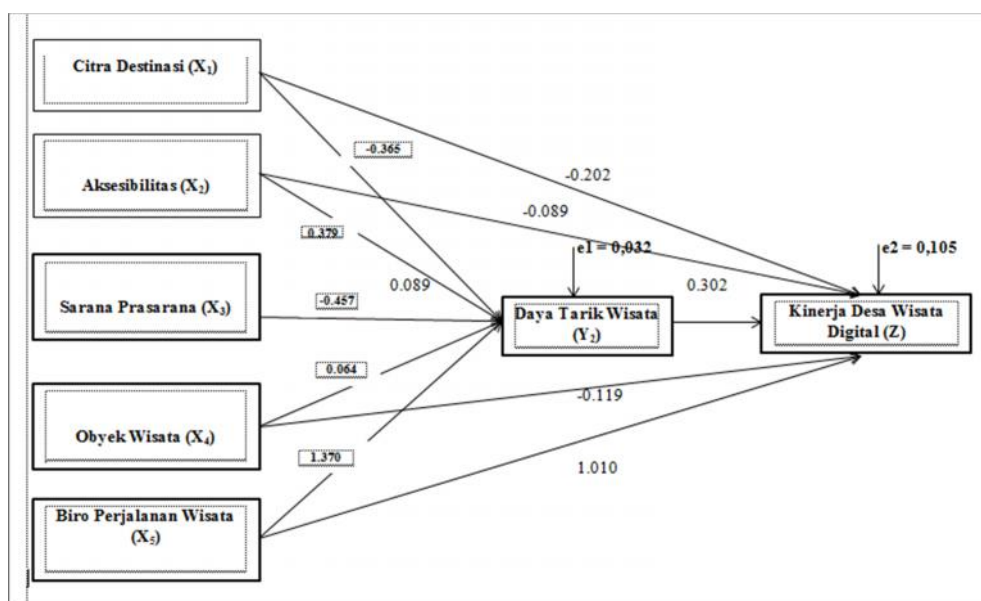 Citra Destinasi (X₁)
-0.365
-0.202
Aksesibilitas (X₂)
-0.089
0.379
e1 = 0,032
e2 = 0,105
0.089
0.302
Sarana Prasarana (X₃)
-0.457
Daya Tarik Wisata
(Y₂)
Kinerja Desa Wisata
Digital (Z)
0.064
-0.119
Obyek Wisata (X₄)
1.370
1.010
Biro Perjalanan Wisata
(X₅)